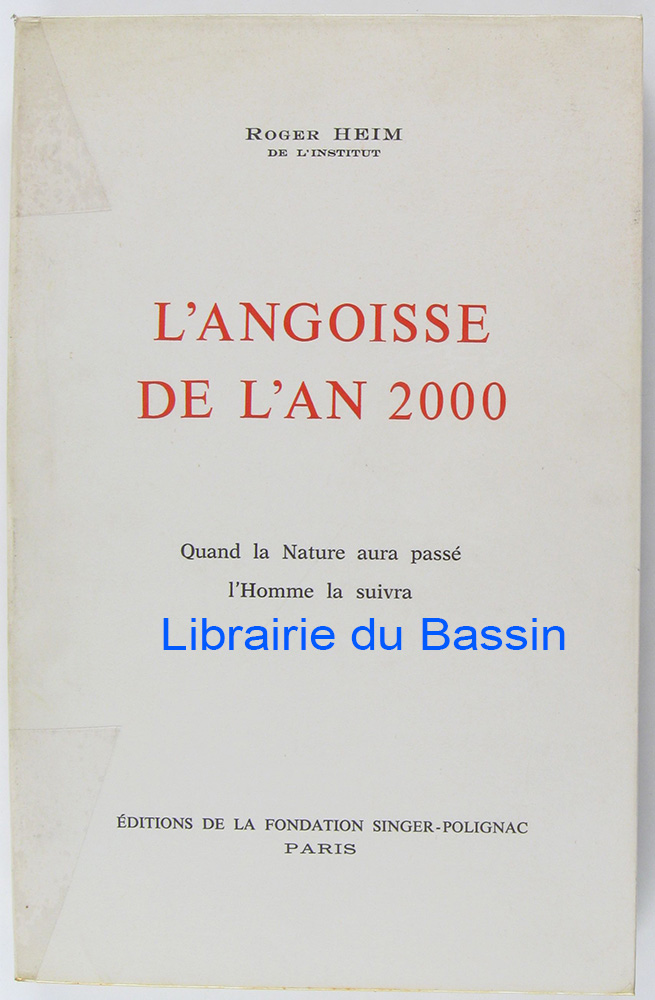 ROGER HEIM
DE L'INSTITUT
L'ANGOISSE
DE L'AN 2000
Quand la Nature aura passé
l'Homme la suivra
Librairie du Bassin
ÉDITIONS DE LA FONDATION SINGER-POLIGNAC
PARIS